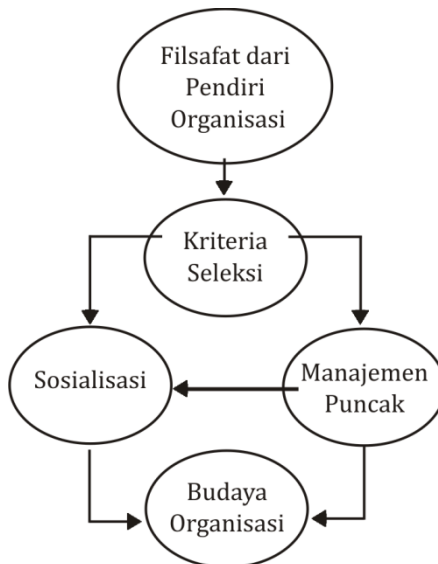 Filsafat dari
Pendiri
Organisasi
Kriteria
Seleksi
Sosialisasi
Manajemen
Puncak
Budaya
Organisasi